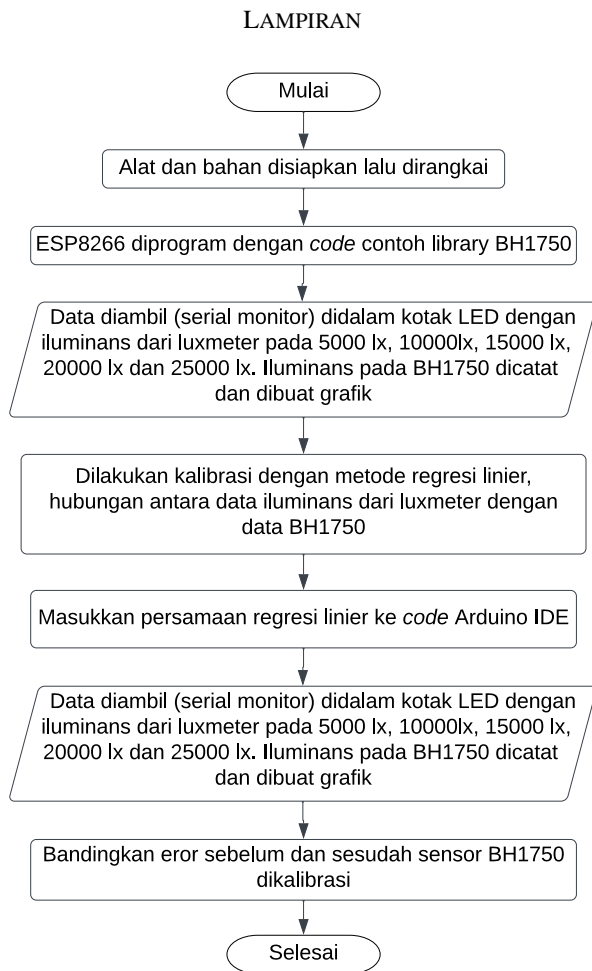 LAMPIRAN
Mulai
Alat dan bahan disiapkan lalu dirangkai
ESP8266 diprogram dengan code contoh library BH1750
Data diambil (serial monitor) didalam kotak LED dengan
iluminans dari luxmeter pada 5000 lx, 10000lx, 15000 lx,
20000 lx dan 25000 lx. Iluminans pada BH1750 dicatat
dan dibuat grafik
Dilakukan kalibrasi dengan metode regresi linier,
hubungan antara data iluminans dari luxmeter dengan
data BH1750
Masukkan persamaan regresi linier ke code Arduino IDE
Data diambil (serial monitor) didalam kotak LED dengan
iluminans dari luxmeter pada 5000 lx, 10000lx, 15000 lx,
20000 lx dan 25000 lx. Iluminans pada BH1750 dicatat
dan dibuat grafik
Bandingkan eror sebelum dan sesudah sensor BH1750
dikalibrasi
Selesai